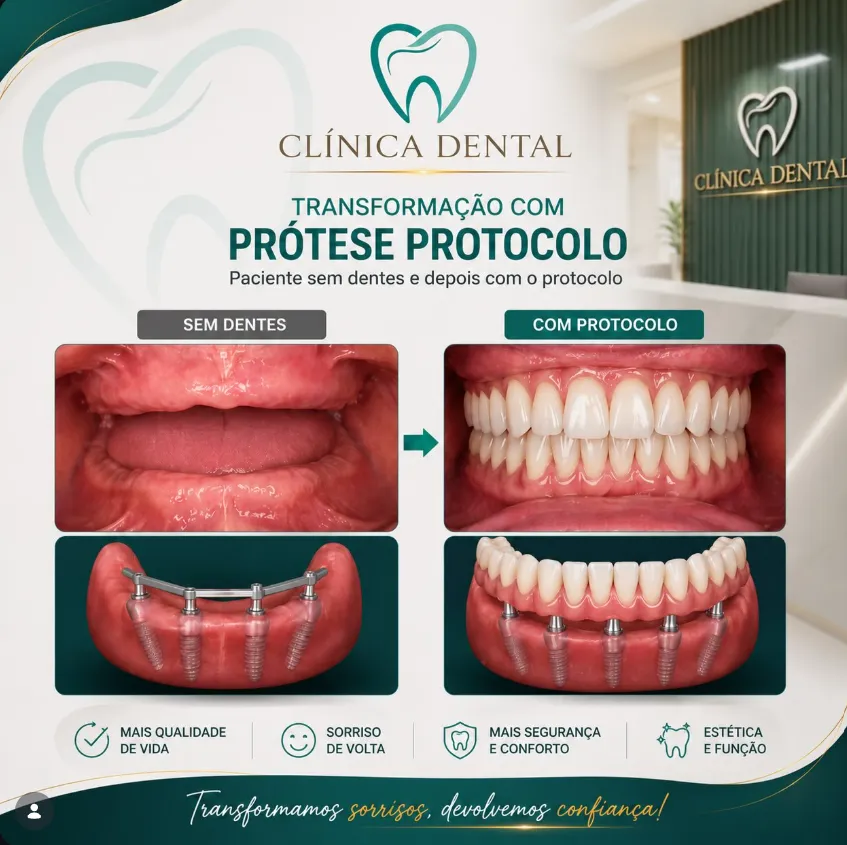 CLÍNICA DENTAL
CLÍNICA DENTAL
TRANSFORMAÇÃO COM
PRÓTESE PROTOCOLO
Paciente sem dentes e depois com o protocolo
SEM DENTES
COM PROTOCOLO
MAIS QUALIDADE
DE VIDA
SORRISO
DE VOLTA
MAIS SEGURANÇA
E CONFORTO
ESTÉTICA
E FUNÇÃO
Transformamos sorrisos, devolvemos confiança!